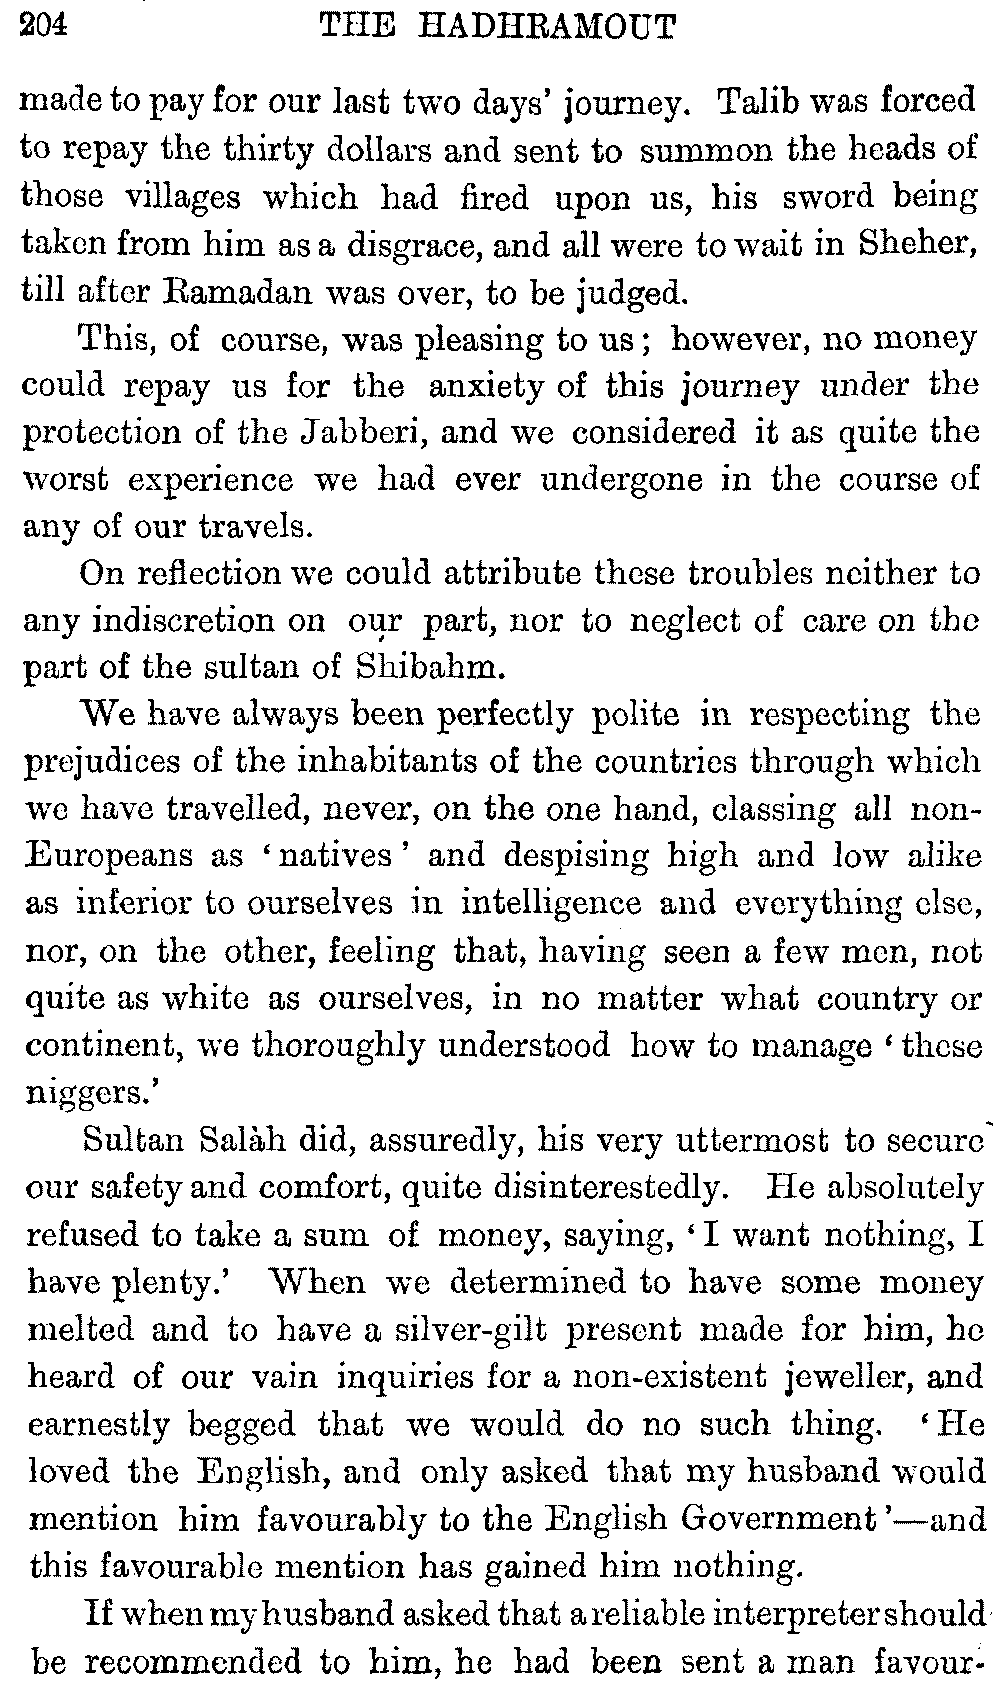 204 THE HADHRAMOUT
made to pay for our last two days' journey. Talib was forced
to repay the thirty dollars and sent to summon the heads of
those villages which had fired upon us, his sword being
taken from him as a disgrace, and all were to wait in Sheher,
till after Ramadan was over, to be judged.
This, of course, was pleasing to us; however, no money
could repay us for the anxiety of this journey under the
protection of the Jabberi, and we considered it as quite the
worst experience we had ever undergone in the course of
any of our travels.
On reflection we could attribute these troubles neither to
any indiscretion on our part, nor to neglect of care on the
part of the sultan of Shibahm.
We have always been perfectly polite in respecting the
prejudices of the inhabitants of the countries through which
we have travelled, never, on the one hand, classing all non-
Europeans as 'natives' and despising high and low alike
as inferior to ourselves in intelligence and everything else,
nor, on the other, feeling that, having seen a few men, not
quite as white as ourselves, in no matter what country or
continent, we thoroughly understood how to manage 'these
niggers.'
Sultan Salàh did, assuredly, his very uttermost to secure
our safety and comfort, quite disinterestedly. He absolutely
refused to take a sum of money, saying, 'I want nothing, I
have plenty.' When we determined to have some money
melted and to have a silver-gilt present made for him, he
heard of our vain inquiries for a non-existent jeweller, and
earnestly begged that we would do no such thing. 'He
loved the English, and only asked that my husband would
mention him favourably to the English Government'—and
this favourable mention has gained him nothing.
If when my husband asked that a reliable interpreter should
be recommended to him, he had been sent a man favour-